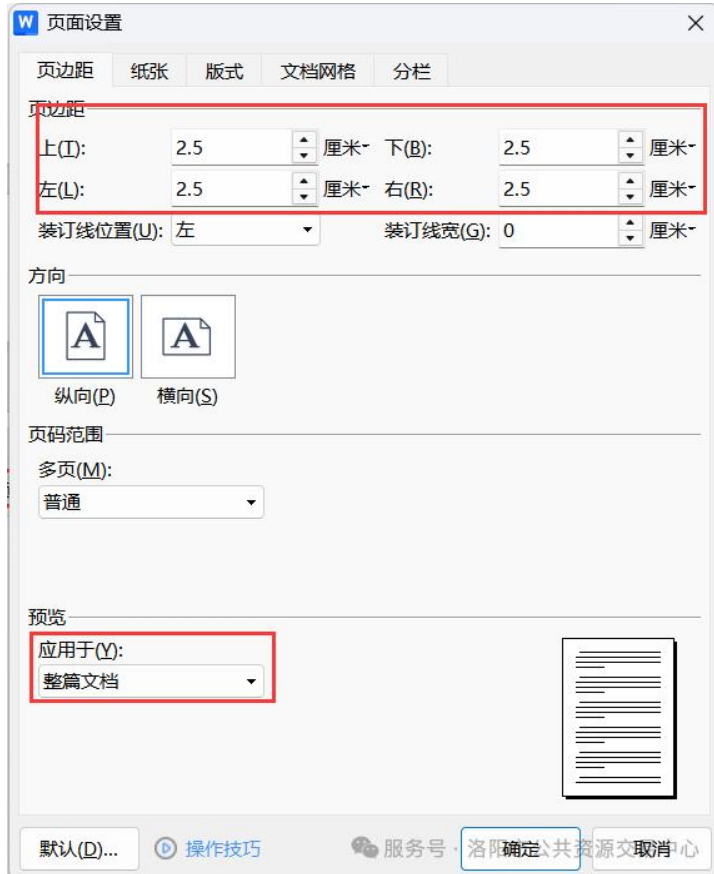 W 页面设置
页边距 纸张 版式 文档网格 分栏
页边距
上(T): 2.5 厘米 下(B): 2.5 厘米
左(L): 2.5 厘米 右(R): 2.5 厘米
装订线位置(U): 左 装订线宽(G): 0 厘米
方向
A A
纵向(P) 横向(S)
页码范围
多页(M):
普通
预览
应用于(Y):
整篇文档
默认(D)... 操作技巧 确定 取消
服务号 · 洛阳 公共资源交 中心